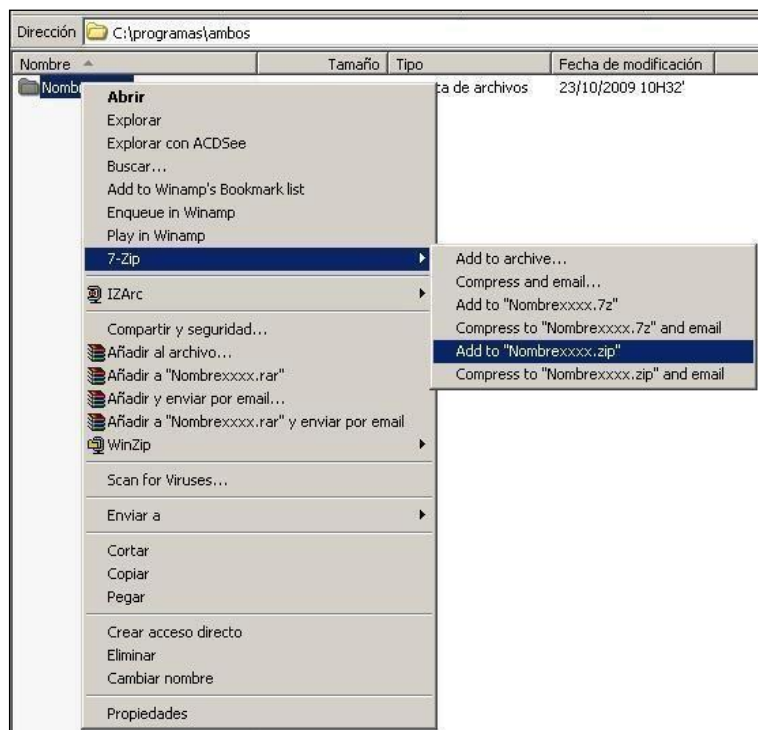 Dirección C:\programas\ambos
Nombre Tamaño Tipo Fecha de modificación
Nomb ta de archivos 23/10/2009 10H32'
Abrir
Explorar
Explorar con ACDSee
Buscar...
Add to Winamp's Bookmark list
Enqueue in Winamp
Play in Winamp
7-Zip
Add to archive...
Compress and email...
Add to "Nombrexxxx.7z"
Compress to "Nombrexxxx.7z" and email
Add to "Nombrexxxx.zip"
Compress to "Nombrexxxx.zip" and email
IZArc
Compartir y seguridad...
Añadir al archivo...
Añadir a "Nombrexxxx.rar"
Añadir y enviar por email...
Añadir a "Nombrexxxx.rar" y enviar por email
WinZip
Scan for Viruses...
Enviar a
Cortar
Copiar
Pegar
Crear acceso directo
Eliminar
Cambiar nombre
Propiedades